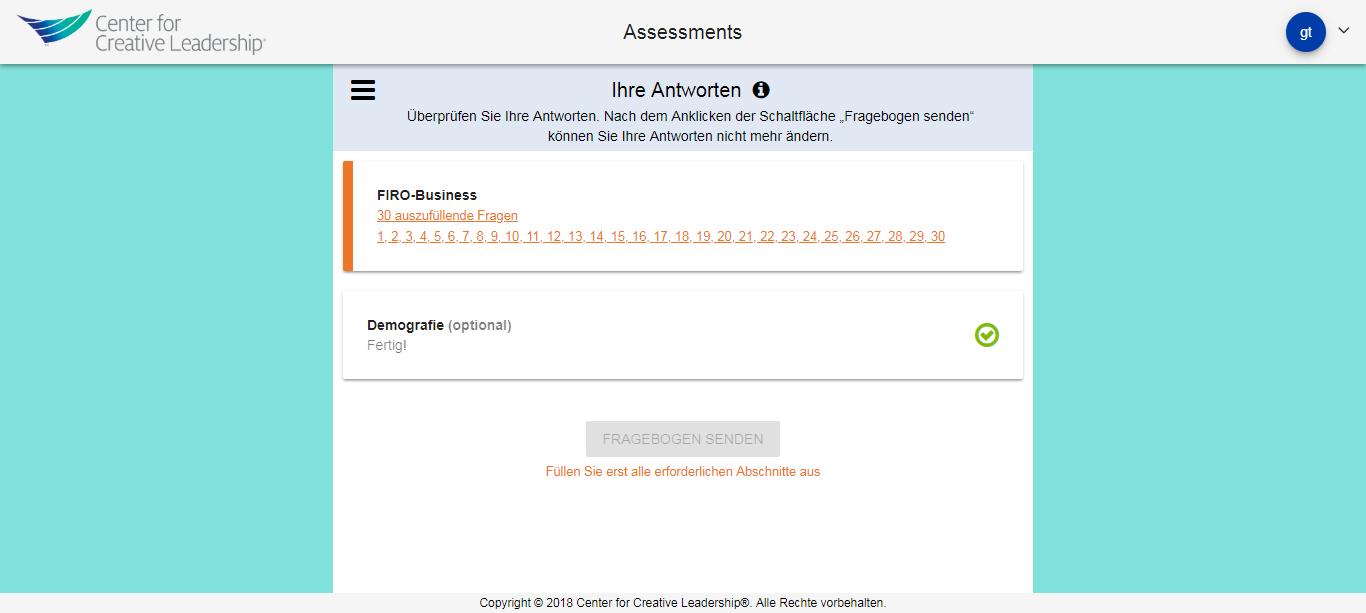 Center for
Creative Leadership®
Assessments
gt
Ihre Antworten
Überprüfen Sie Ihre Antworten. Nach dem Anklicken der Schaltfläche „Fragebogen senden“
können Sie Ihre Antworten nicht mehr ändern.
FIRO-Business
30 auszufüllende Fragen
1, 2, 3, 4, 5, 6, 7, 8, 9, 10, 11, 12, 13, 14, 15, 16, 17, 18, 19, 20, 21, 22, 23, 24, 25, 26, 27, 28, 29, 30
Demografie (optional)
Fertig!
FRAGEBOGEN SENDEN
Füllen Sie erst alle erforderlichen Abschnitte aus
Copyright © 2018 Center for Creative Leadership®. Alle Rechte vorbehalten.